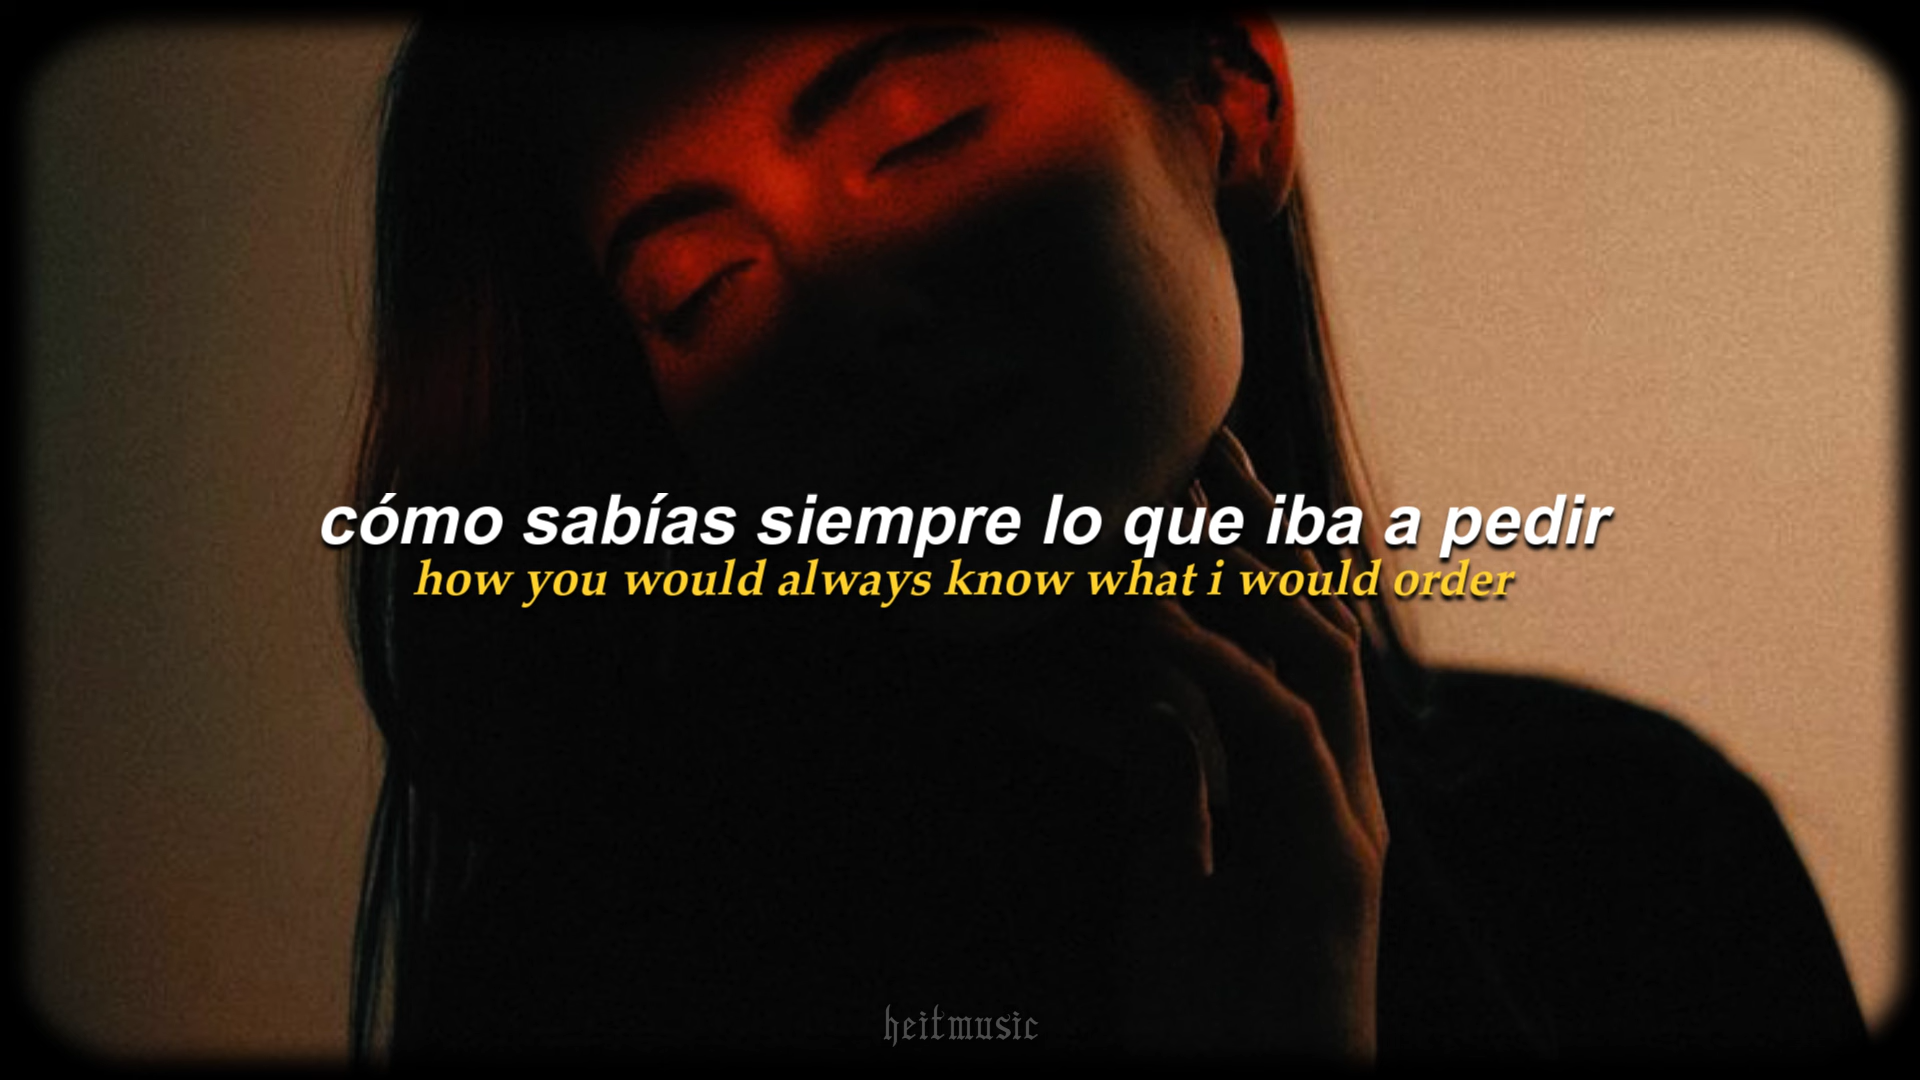 cómo sabías siempre lo que iba a pedir
how you would always know what i would order
heitmusic